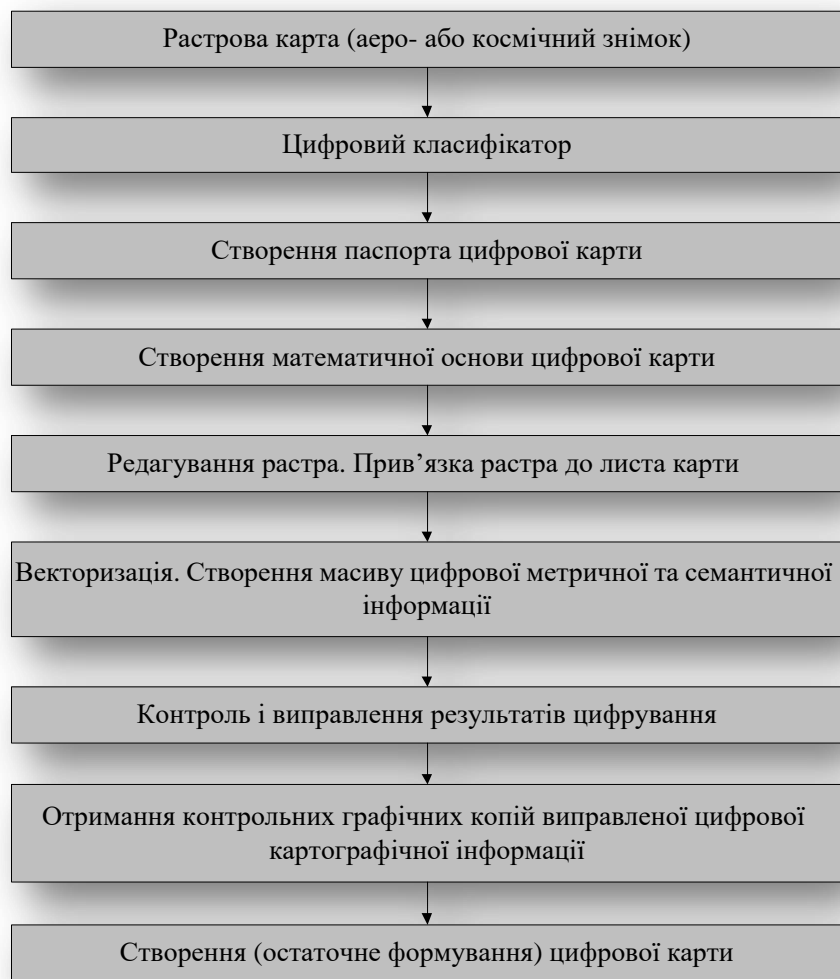 Растрова карта (аеро- або космічний знімок)
Цифровий класифікатор
Створення паспорта цифрової карти
Створення математичної основи цифрової карти
Редагування растра. Прив’язка растра до листа карти
Векторизація. Створення масиву цифрової метричної та семантичної
інформації
Контроль і виправлення результатів цифрування
Отримання контрольних графічних копій виправленої цифрової
картографічної інформації
Створення (остаточне формування) цифрової карти